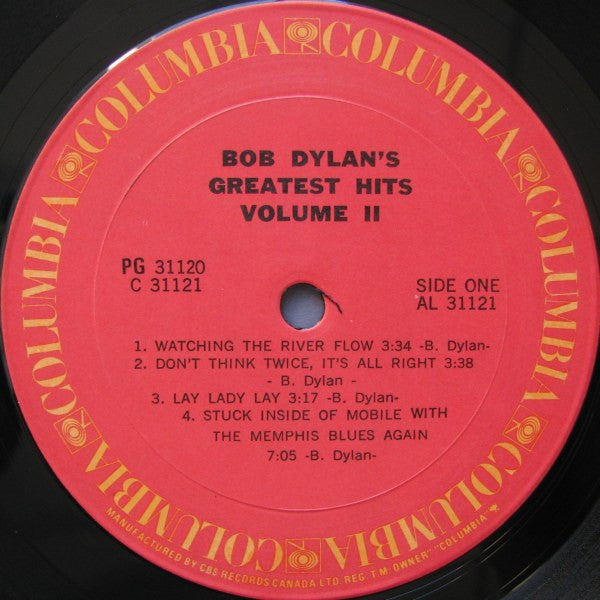 COLUMBIA COLUMBIA COLUMBIA COLUMBIA COLUMBIA COLUMBIA COLUMBIA COLUMBIA
BOB DYLAN'S
GREATEST HITS
VOLUME II
PG 31120
C 31121
SIDE ONE
AL 31121
1. WATCHING THE RIVER FLOW 3:34 -B. Dylan-
2. DON'T THINK TWICE, IT'S ALL RIGHT 3:38
- B. Dylan -
3. LAY LADY LAY 3:17 -B. Dylan-
4. STUCK INSIDE OF MOBILE WITH
THE MEMPHIS BLUES AGAIN
7:05 -B. Dylan-
MANUFACTURED BY CBS RECORDS CANADA LTD. REG. T.M. OWNER "COLUMBIA"